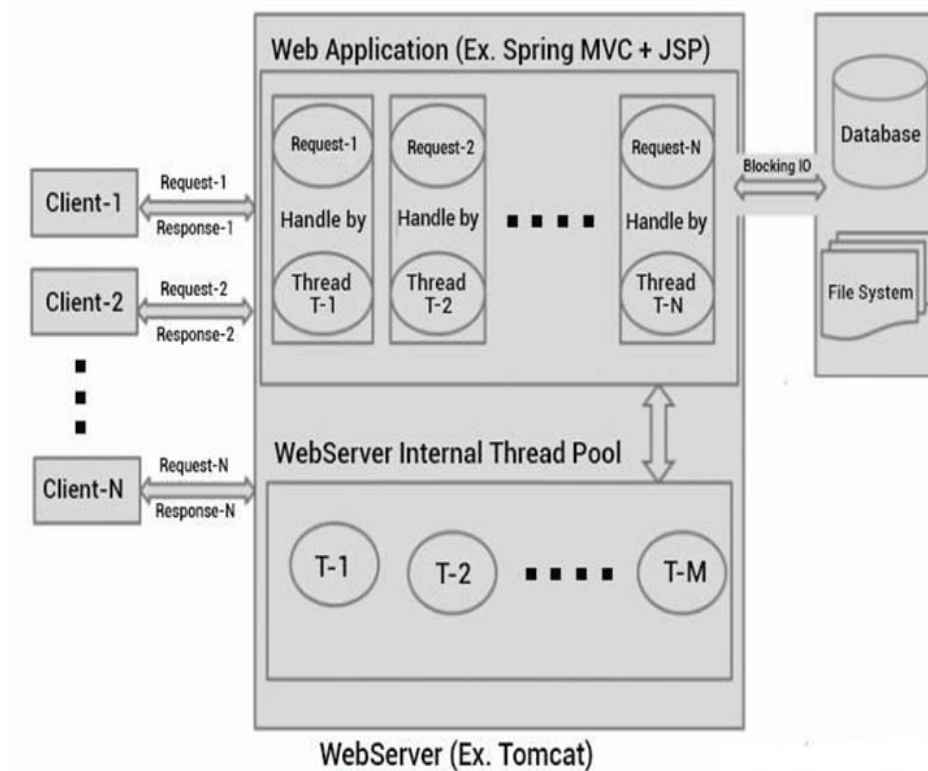 Web Application (Ex. Spring MVC + JSP)
Request-1
Request-2
Request-N
Handle by
Handle by
Handle by
Thread
T-1
Thread
T-2
Thread
T-N
Client-1
Request-1
Response-1
Client-2
Request-2
Response-2
Client-N
Request-N
Response-N
Blocking IO
Database
File System
WebServer Internal Thread Pool
T-1
T-2
T-M
WebServer (Ex. Tomcat)